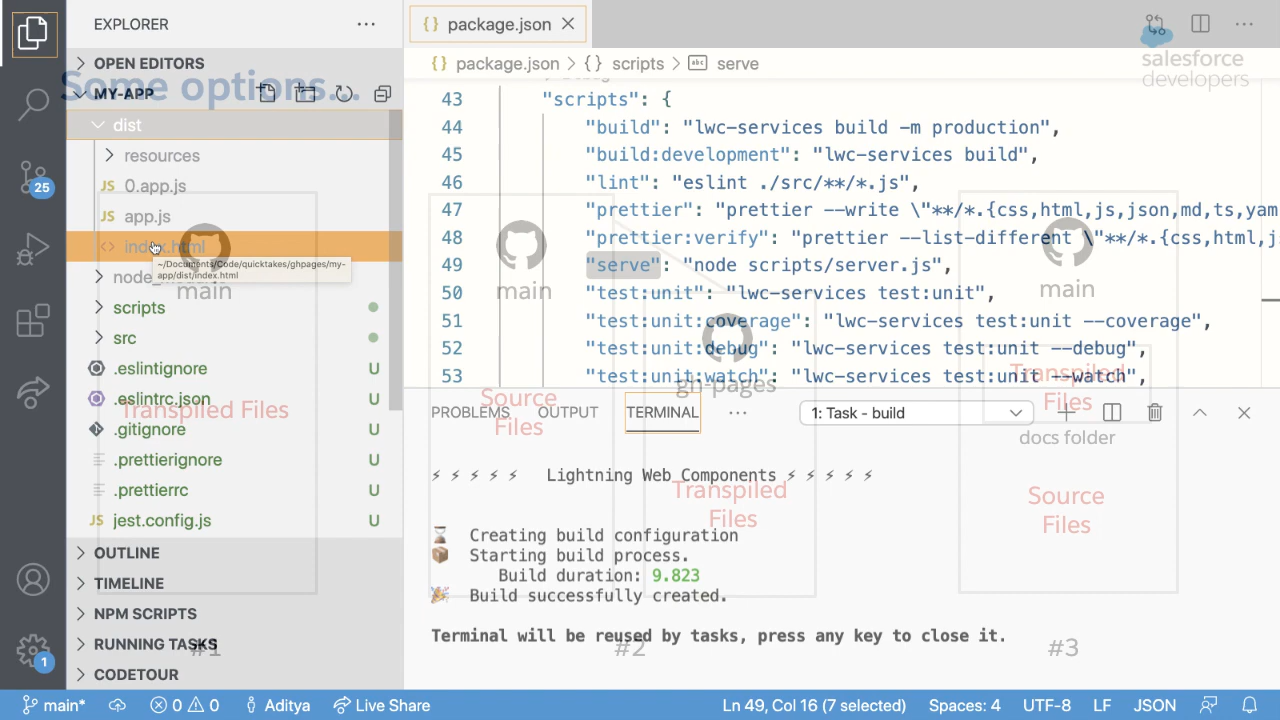 EXPLORER
OPEN EDITORS
MY-APP
dist
resources
JS 0.app.js
JS app.js
<> index.html
~/Documents/Code/quicktakes/ghpages/my-
app/dist/index.html
scripts
src
.eslintignore U
.eslintrc.json U
.gitignore U
.prettierignore U
.prettierrc U
JS jest.config.js U
OUTLINE
TIMELINE
NPM SCRIPTS
RUNNING TASKS
CODETOUR
25
1
{} package.json
{} package.json > {} scripts > abc serve
43 "scripts": {
44 "build": "lwc-services build -m production",
45 "build:development": "lwc-services build",
46 "lint": "eslint ./src/**/*.js",
47 "prettier": "prettier --write \"**/*.{css,html,js,json,md,ts,yam
48 "prettier:verify": "prettier --list-different \"**/*.{css,html,js
49 "serve": "node scripts/server.js",
50 "test:unit": "lwc-services test:unit",
51 "test:unit:coverage": "lwc-services test:unit --coverage",
52 "test:unit:debug": "lwc-services test:unit --debug",
53 "test:unit:watch": "lwc-services test:unit --watch",
PROBLEMS OUTPUT TERMINAL ... 1: Task - build
Lightning Web Components
Creating build configuration
Starting build process.
Build duration: 9.823
Build successfully created.
Terminal will be reused by tasks, press any key to close it.
main* 0 0 Aditya Live Share Ln 49, Col 16 (7 selected) Spaces: 4 UTF-8 LF JSON
Some options...
salesforce
developers
main
Transpiled Files
#1
main
Source
Files
gh-pages
Transpiled
Files
#2
main
Transpiled
Files
docs folder
Source
Files
#3